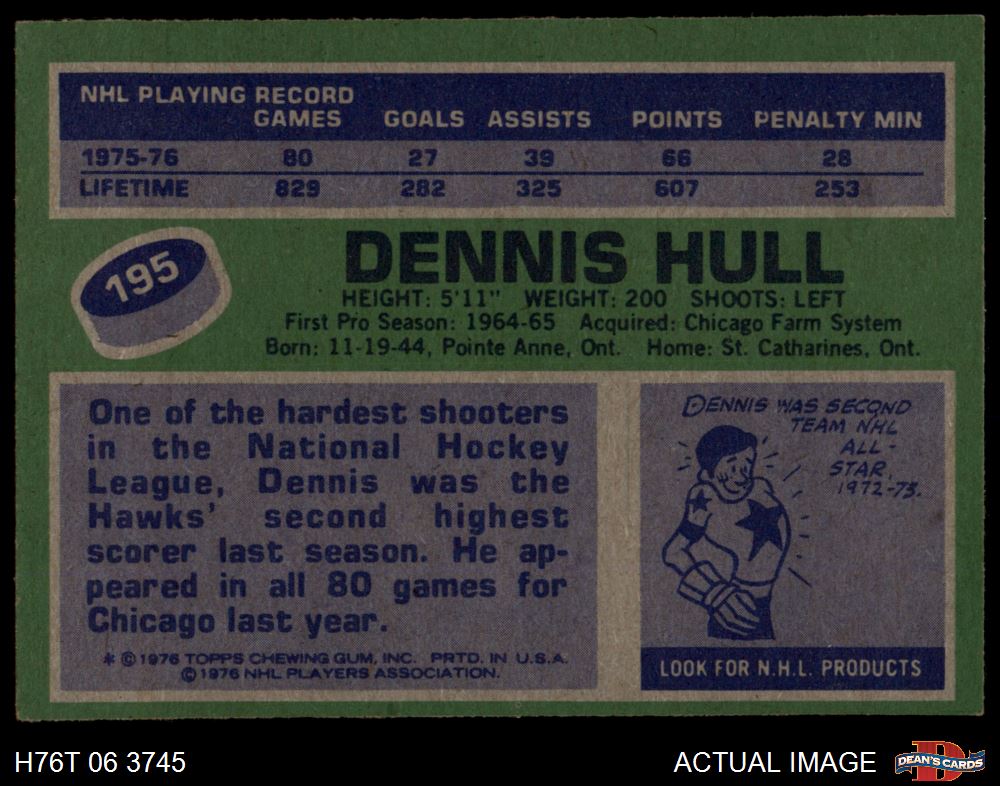 NHL PLAYING RECORD
GAMES GOALS ASSISTS POINTS PENALTY MIN
1975-76 80 27 39 66 28
LIFETIME 829 282 325 607 253
195
DENNIS HULL
HEIGHT: 5'11" WEIGHT: 200 SHOOTS: LEFT
First Pro Season: 1964-65 Acquired: Chicago Farm System
Born: 11-19-44, Pointe Anne, Ont. Home: St. Catharines, Ont.
One of the hardest shooters
in the National Hockey
League, Dennis was the
Hawks' second highest
scorer last season. He ap-
peared in all 80 games for
Chicago last year.
* © 1976 TOPPS CHEWING GUM, INC. PRTD. IN U.S.A.
© 1976 NHL PLAYERS ASSOCIATION.
DENNIS WAS SECOND
TEAM NHL
ALL-
STAR,
1972-73.
LOOK FOR N.H.L. PRODUCTS
H76T 06 3745
ACTUAL IMAGE
D
DEAN'S CARDS